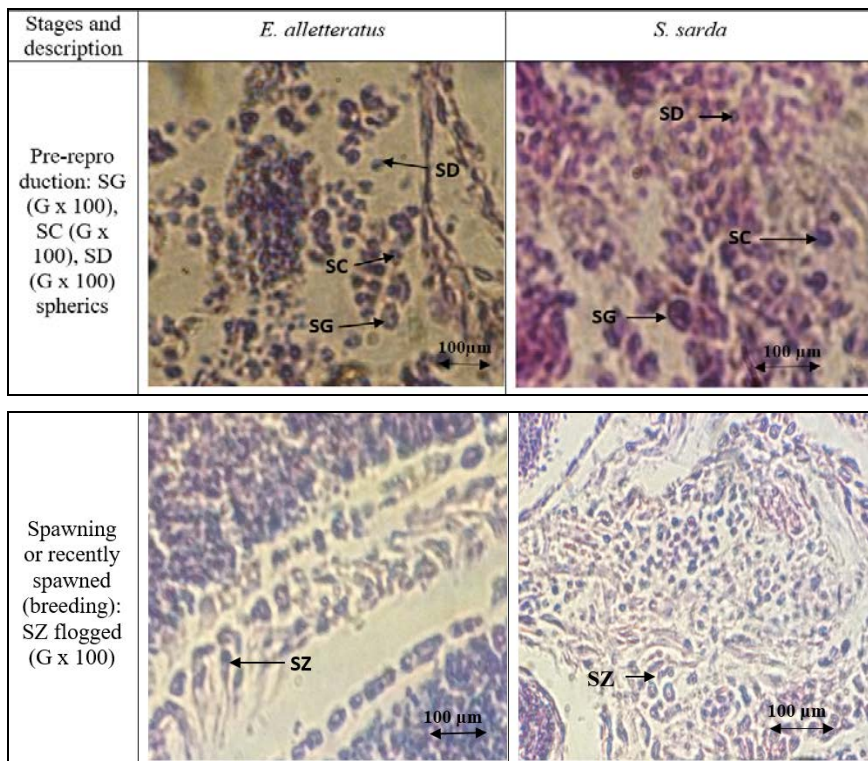 Stages and
description
E. alletteratus
S. sarda
Pre-repro
duction: SG
(G x 100),
SC (G x
100), SD
(G x 100)
spherics
SD
SC
SG
100µm
SD
SC
SG
100 µm
Spawning
or recently
spawned
(breeding):
SZ flogged
(G x 100)
SZ
100 µm
SZ
100 µm